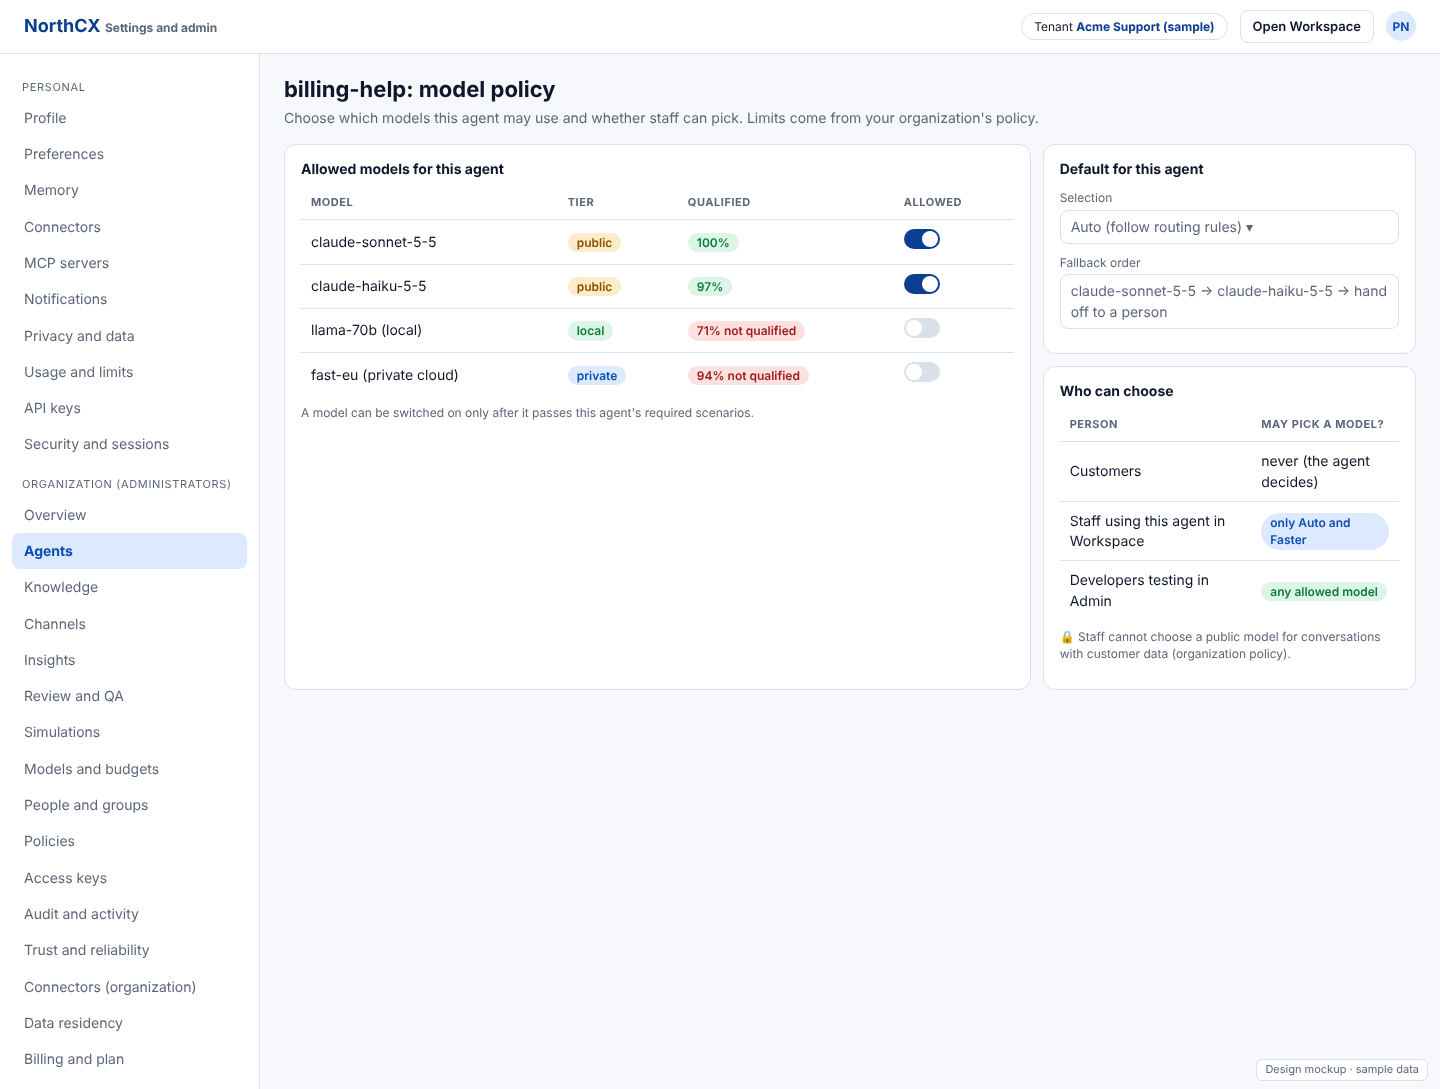 NorthCX Settings and admin
Tenant Acme Support (sample)
Open Workspace
PN
PERSONAL
Profile
Preferences
Memory
Connectors
MCP servers
Notifications
Privacy and data
Usage and limits
API keys
Security and sessions
ORGANIZATION (ADMINISTRATORS)
Overview
Agents
Knowledge
Channels
Insights
Review and QA
Simulations
Models and budgets
People and groups
Policies
Access keys
Audit and activity
Trust and reliability
Connectors (organization)
Data residency
Billing and plan
billing-help: model policy
Choose which models this agent may use and whether staff can pick. Limits come from your organization's policy.
Allowed models for this agent
MODEL TIER QUALIFIED ALLOWED
claude-sonnet-5-5 public 100%
claude-haiku-5-5 public 97%
llama-70b (local) local 71% not qualified
fast-eu (private cloud) private 94% not qualified
A model can be switched on only after it passes this agent's required scenarios.
Default for this agent
Selection
Auto (follow routing rules) ▾
Fallback order
claude-sonnet-5-5 → claude-haiku-5-5 → hand
off to a person
Who can choose
PERSON MAY PICK A MODEL?
Customers never (the agent
decides)
Staff using this agent in only Auto and
Workspace Faster
Developers testing in
Admin any allowed model
🔒 Staff cannot choose a public model for conversations
with customer data (organization policy).
Design mockup · sample data